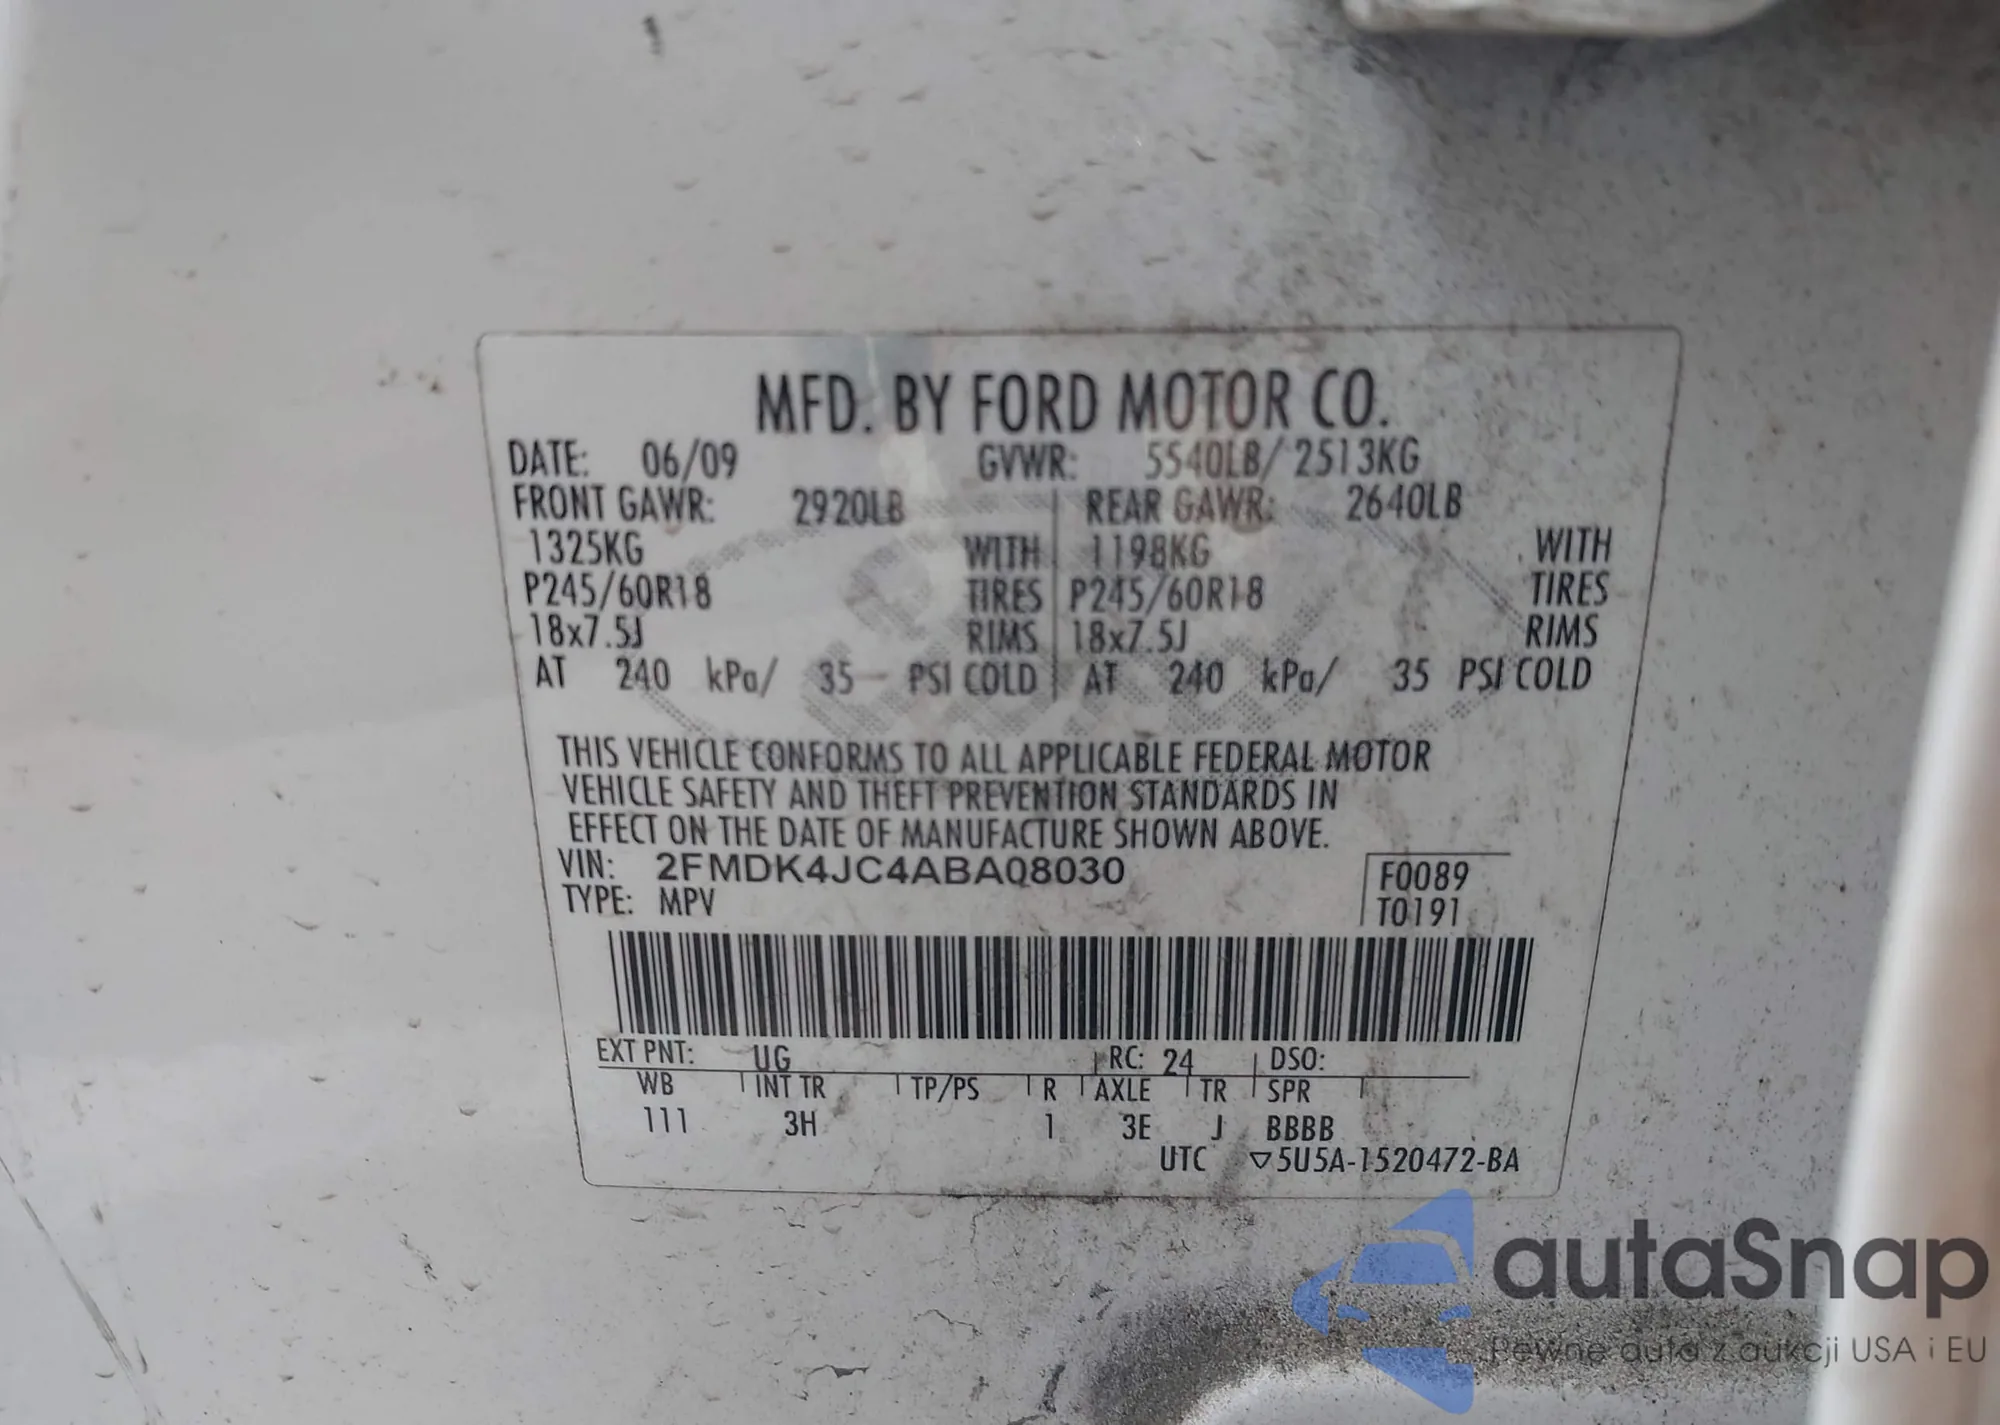 MFD. BY FORD MOTOR CO.
DATE: 06/09 GVWR: 5540LB/ 2513KG
FRONT GAWR: 2920LB REAR GAWR: 2640LB
1325KG WITH 1198KG WITH
P245/60R18 TIRES P245/60R18 TIRES
18x7.5J RIMS 18x7.5J RIMS
AT 240 kPa/ 35 PSI COLD AT 240 kPa/ 35 PSI COLD
THIS VEHICLE CONFORMS TO ALL APPLICABLE FEDERAL MOTOR
VEHICLE SAFETY AND THEFT PREVENTION STANDARDS IN
EFFECT ON THE DATE OF MANUFACTURE SHOWN ABOVE.
VIN: 2FMDK4JC4ABA08030 F0089
TYPE: MPV T0191
EXT PNT: UG RC: 24 DSO:
WB INT TR TP/PS R AXLE TR SPR
111 3H 1 3E J BBBB
UTC ▽5U5A-1520472-BA
autaSnap
Pewne auta z aukcji USA i EU